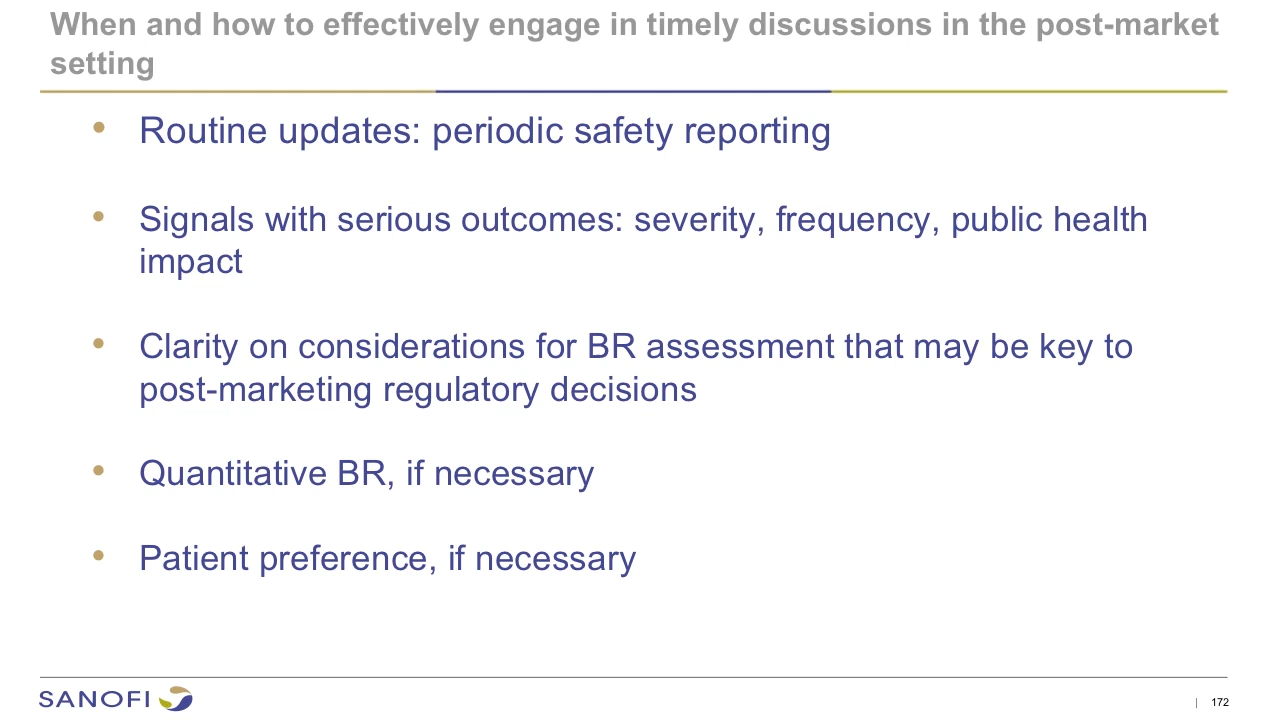 When and how to effectively engage in timely discussions in the post-market
setting
• Routine updates: periodic safety reporting
• Signals with serious outcomes: severity, frequency, public health
impact
• Clarity on considerations for BR assessment that may be key to
post-marketing regulatory decisions
• Quantitative BR, if necessary
• Patient preference, if necessary
SANOFI
| 172